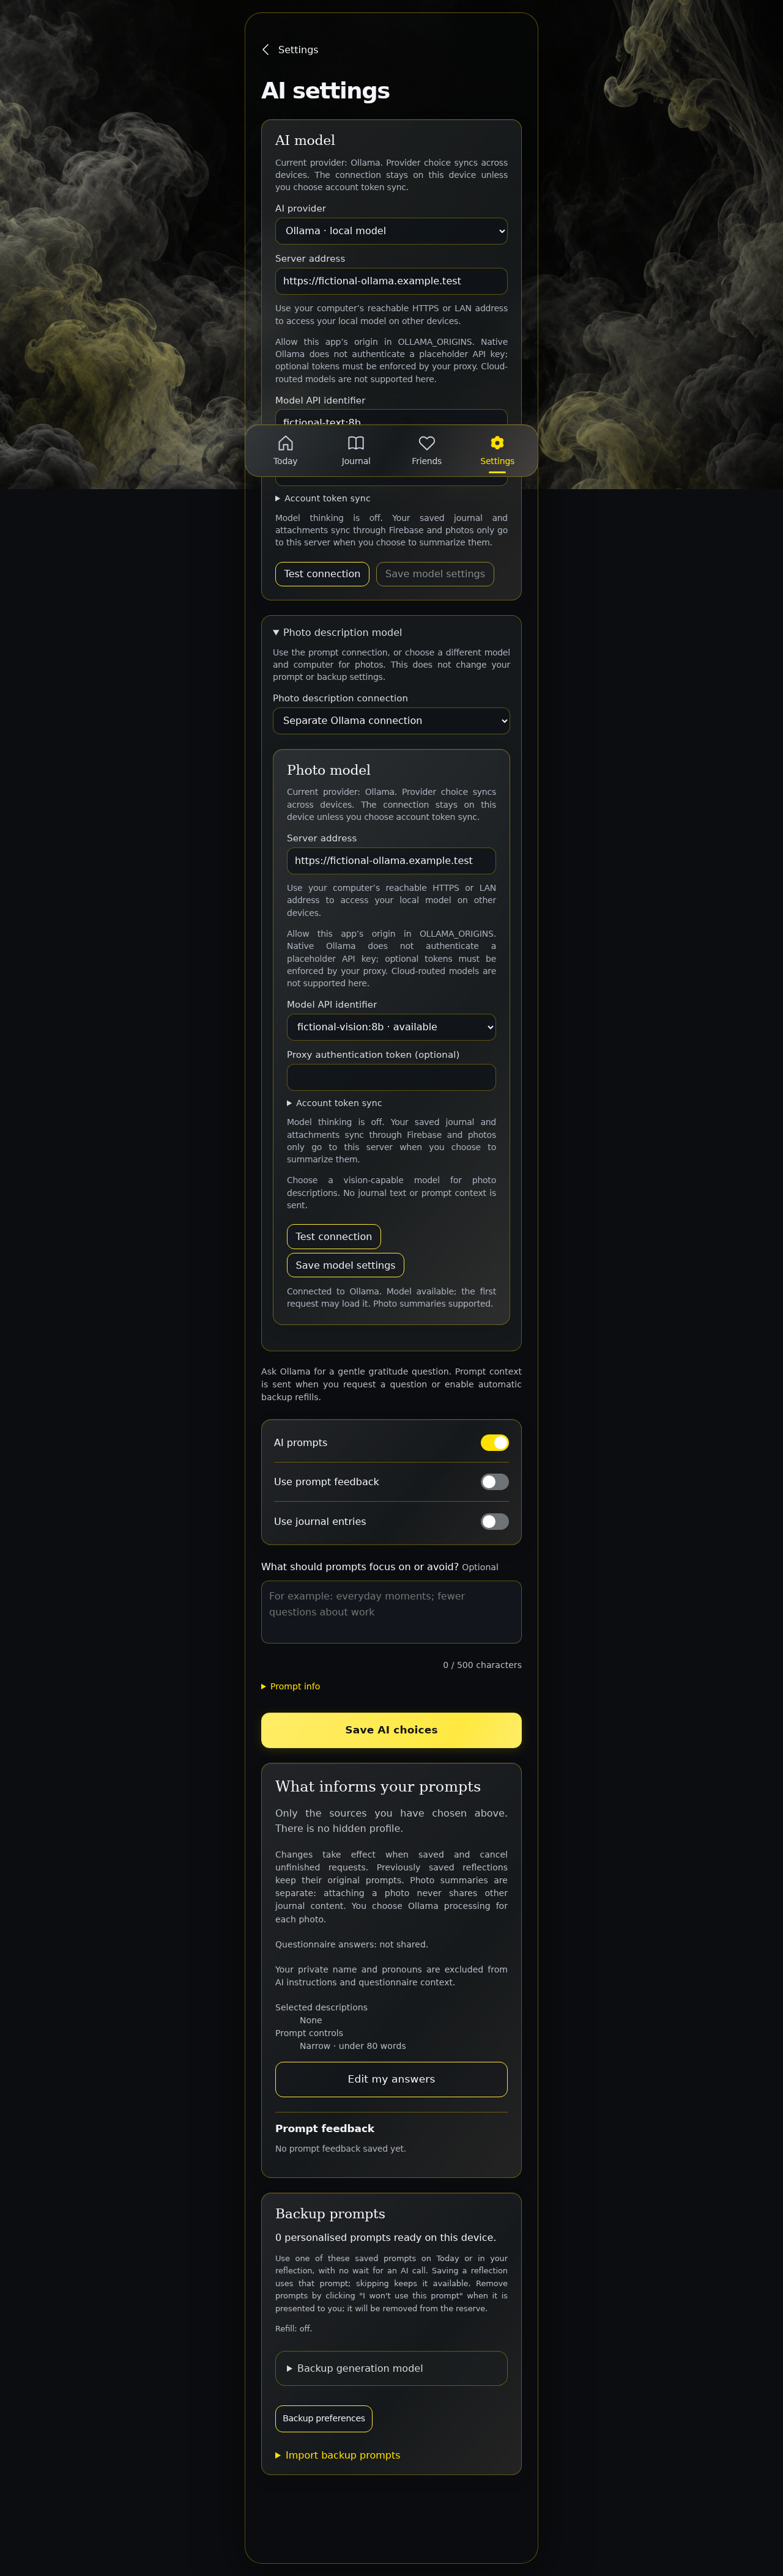 Settings
AI settings
AI model
Current provider: Ollama. Provider choice syncs across
devices. The connection stays on this device unless
you choose account token sync.
AI provider
Ollama · local model
Server address
https://fictional-ollama.example.test
Use your computer’s reachable HTTPS or LAN address
to access your local model on other devices.
Allow this app’s origin in OLLAMA_ORIGINS. Native
Ollama does not authenticate a placeholder API key;
optional tokens must be enforced by your proxy. Cloud-
routed models are not supported here.
Model API identifier
fictional-text:8b
Today
Journal
Friends
Settings
Account token sync
Model thinking is off. Your saved journal and
attachments sync through Firebase and photos only go
to this server when you choose to summarize them.
Test connection
Save model settings
Photo description model
Use the prompt connection, or choose a different model
and computer for photos. This does not change your
prompt or backup settings.
Photo description connection
Separate Ollama connection
Photo model
Current provider: Ollama. Provider choice syncs
across devices. The connection stays on this
device unless you choose account token sync.
Server address
https://fictional-ollama.example.test
Use your computer’s reachable HTTPS or LAN
address to access your local model on other
devices.
Allow this app’s origin in OLLAMA_ORIGINS.
Native Ollama does not authenticate a
placeholder API key; optional tokens must be
enforced by your proxy. Cloud-routed models are
not supported here.
Model API identifier
fictional-vision:8b · available
Proxy authentication token (optional)
Account token sync
Model thinking is off. Your saved journal and
attachments sync through Firebase and photos
only go to this server when you choose to
summarize them.
Choose a vision-capable model for photo
descriptions. No journal text or prompt context is
sent.
Test connection
Save model settings
Connected to Ollama. Model available; the first
request may load it. Photo summaries supported.
Ask Ollama for a gentle gratitude question. Prompt context
is sent when you request a question or enable automatic
backup refills.
AI prompts
Use prompt feedback
Use journal entries
What should prompts focus on or avoid? Optional
For example: everyday moments; fewer
questions about work
0 / 500 characters
Prompt info
Save AI choices
What informs your prompts
Only the sources you have chosen above.
There is no hidden profile.
Changes take effect when saved and cancel
unfinished requests. Previously saved reflections
keep their original prompts. Photo summaries are
separate: attaching a photo never shares other
journal content. You choose Ollama processing for
each photo.
Questionnaire answers: not shared.
Your private name and pronouns are excluded from
AI instructions and questionnaire context.
Selected descriptions
None
Prompt controls
Narrow · under 80 words
Edit my answers
Prompt feedback
No prompt feedback saved yet.
Backup prompts
0 personalised prompts ready on this device.
Use one of these saved prompts on Today or in your
reflection, with no wait for an AI call. Saving a reflection
uses that prompt; skipping keeps it available. Remove
prompts by clicking "I won't use this prompt" when it is
presented to you; it will be removed from the reserve.
Refill: off.
Backup generation model
Backup preferences
Import backup prompts